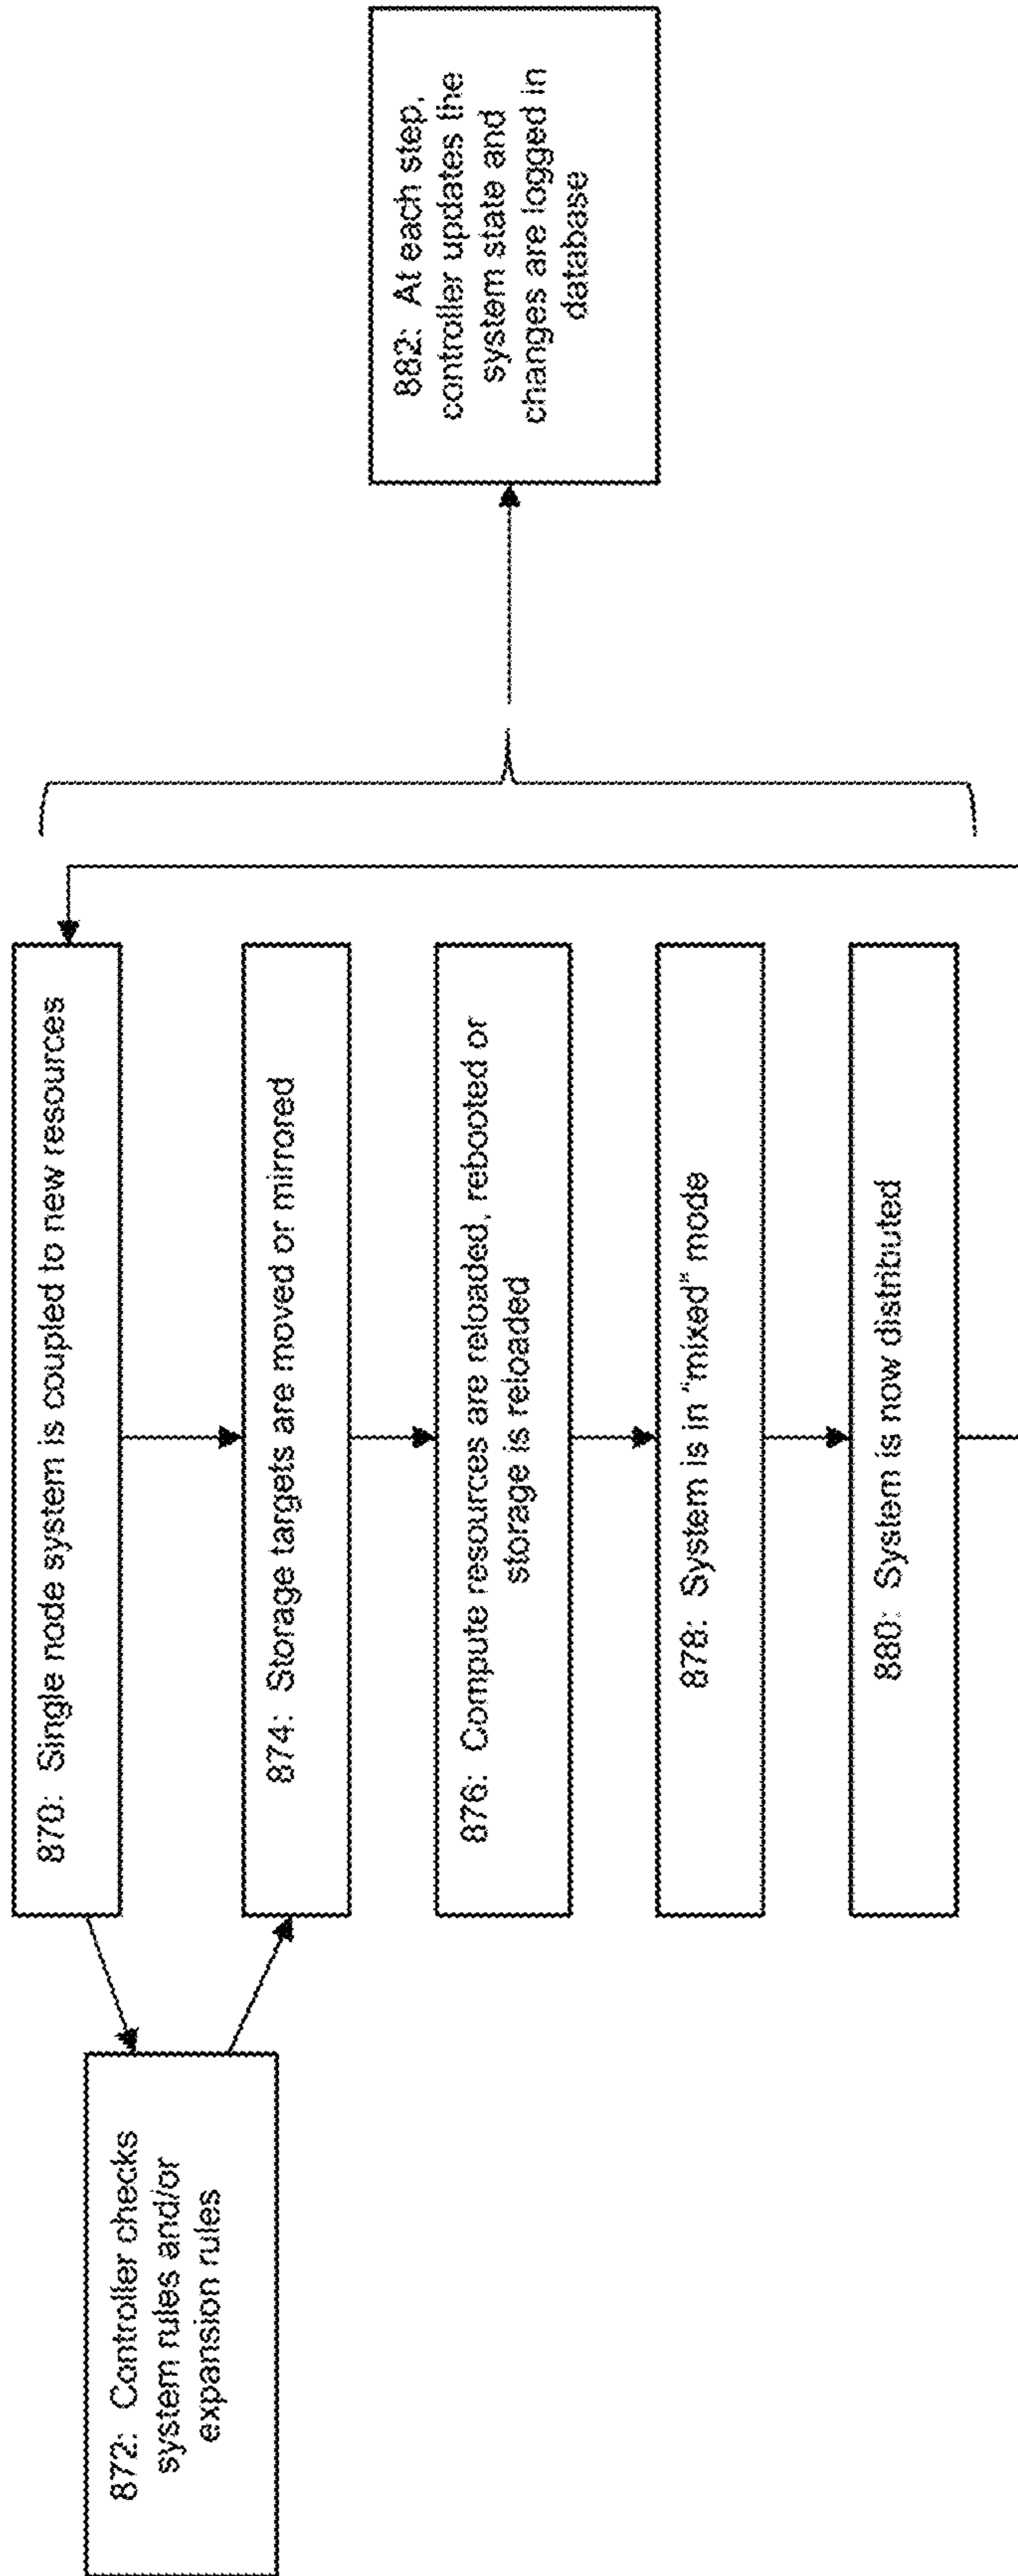 870: Single node system is coupled to new resources
872: Controller checks
system rules and/or
expansion rules
874: Storage targets are moved or mirrored
876: Compute resources are reloaded, rebooted or
storage is reloaded
878: System is in "mixed" mode
880: System is now distributed
882: At each step,
controller updates the
system state and
changes are logged in
database